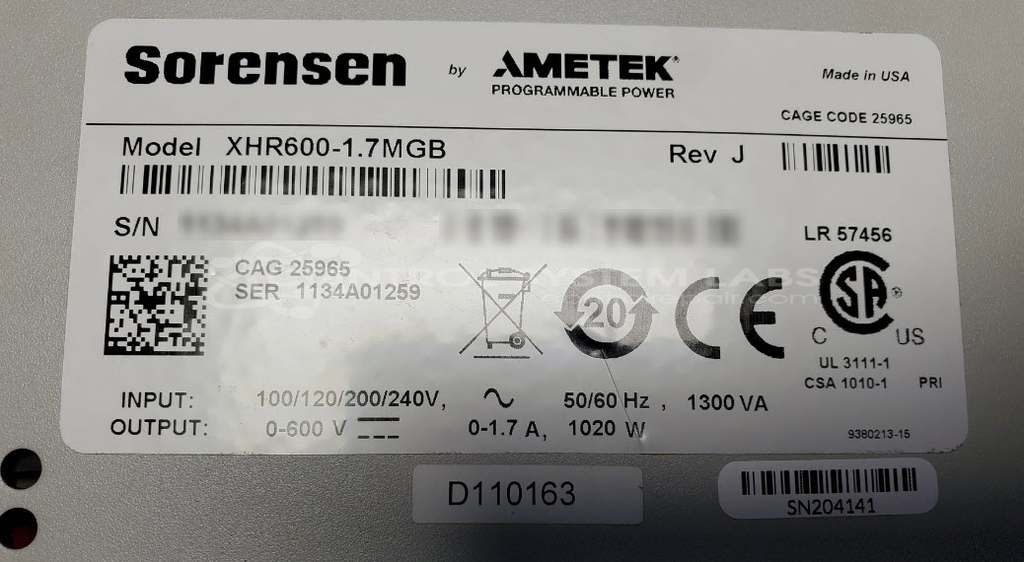 Sorensen by AMETEK®
PROGRAMMABLE POWER
Made in USA
CAGE CODE 25965
Model XHR600-1.7MGB
Rev J
S/N
LR 57456
CAG 25965
SER 1134A01259
20
CE
SA ®
C US
UL 3111-1
CSA 1010-1 PRI
INPUT: 100/120/200/240V, 50/60 Hz , 1300 VA
OUTPUT: 0-600 V 0-1.7 A, 1020 W
9380213-15
D110163
SN204141